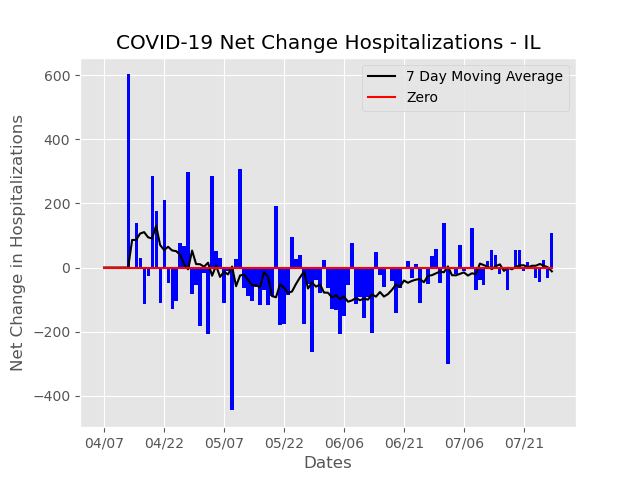 COVID-19 Net Change Hospitalizations - IL
7 Day Moving Average
Zero
Net Change in Hospitalizations
600
400
200
0
−200
−400
04/07 04/22 05/07 05/22 06/06 06/21 07/06 07/21
Dates